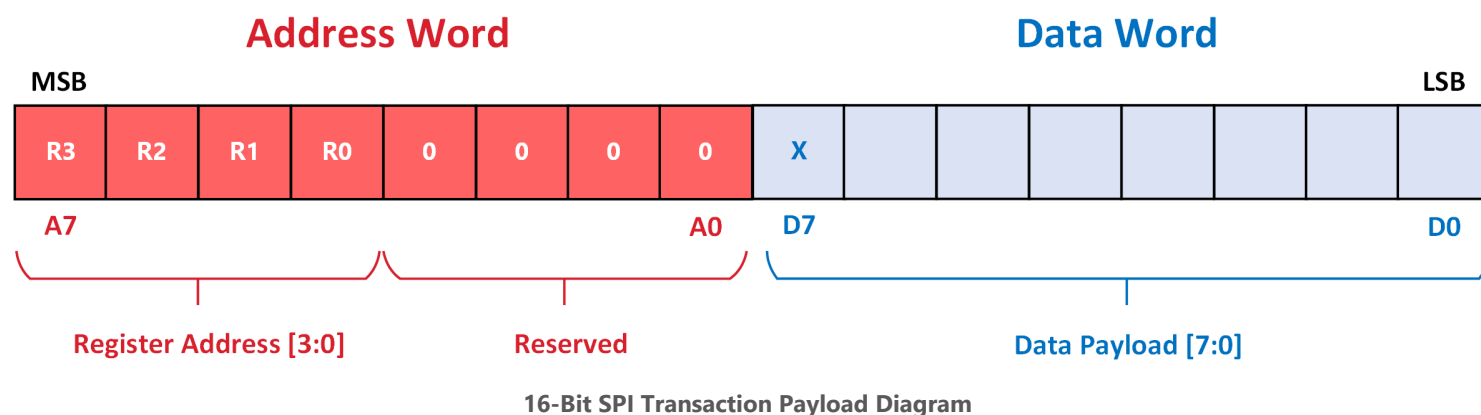 Address Word Data Word
MSB LSB
R3 R2 R1 R0 0 0 0 0 X
A7 A0 D7 D0
Register Address [3:0] Reserved Data Payload [7:0]
16-Bit SPI Transaction Payload Diagram